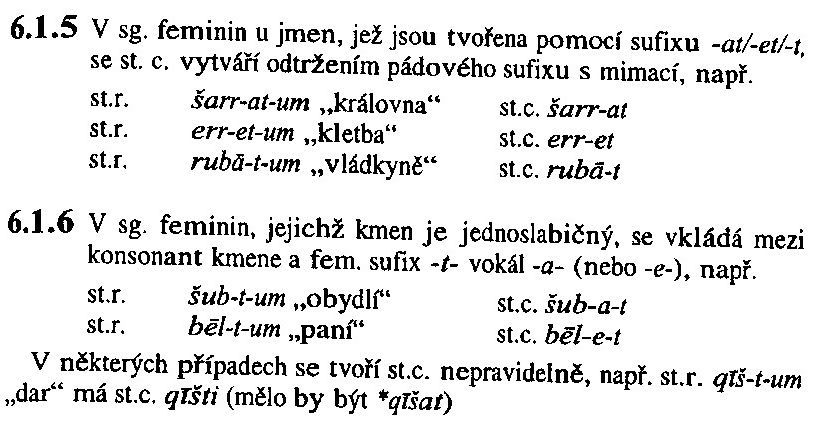 6.1.5 V sg. feminin u jmen, jež jsou tvořena pomocí sufixu -at/-et/-t,
se st. c. vytváří odtržením pádového sufixu s mimací, např.
st.r. šarr-at-um „královna“ st.c. šarr-at
st.r. err-et-um „kletba“ st.c. err-et
st.r. rubā-t-um „vládkyně“ st.c. rubā-t
6.1.6 V sg. feminin, jejichž kmen je jednoslabičný, se vkládá mezi
konsonant kmene a fem. sufix -t- vokál -a- (nebo -e-), např.
st.r. šub-t-um „obydlí“ st.c. šub-a-t
st.r. bēl-t-um „paní“ st.c. bēl-e-t
V některých případech se tvoří st.c. nepravidelně, např. st.r. qīš-t-um
„dar“ má st.c. qīšti (mělo by být *qīšat)